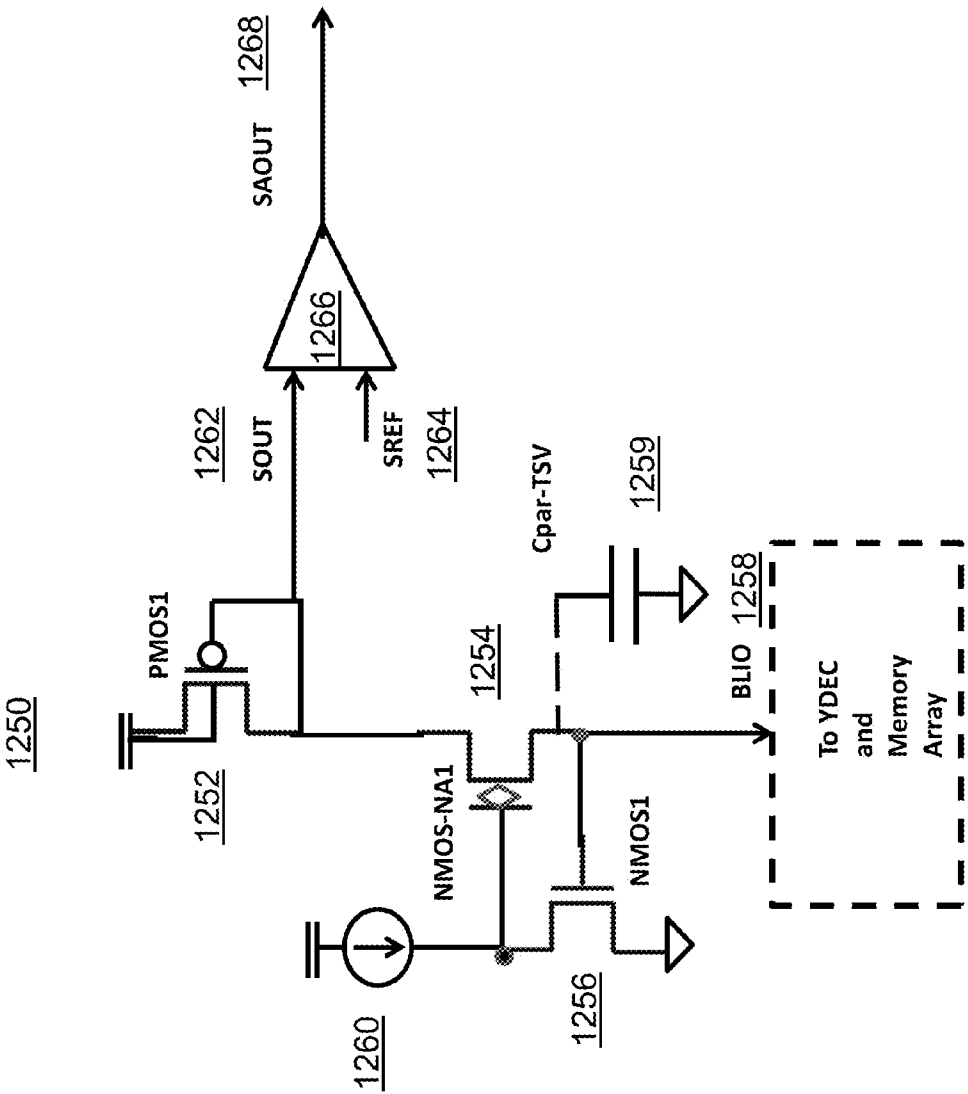 1250
1268
SAOUT
1266
1262
SOUT
SREF
1264
PMOS1
1252
Cpar-TSV
1259
1254
NMOS-NA1
BLIO
1258
NMOS1
1256
1260
To YDEC
and
Memory
Array